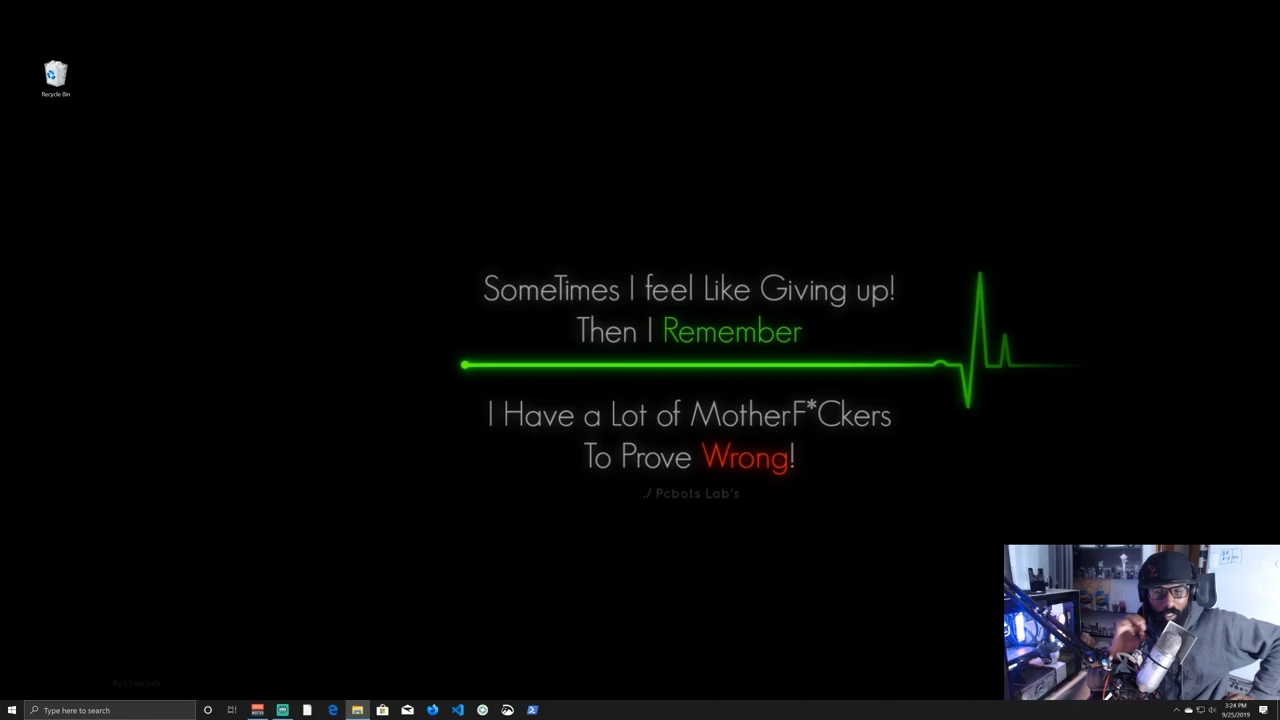 Recycle Bin
SomeTimes I feel Like Giving up!
Then I Remember
I Have a Lot of MotherF*Ckers
To Prove Wrong!
./ Pcbots Lab's
Type here to search
3:24 PM
9/25/2019